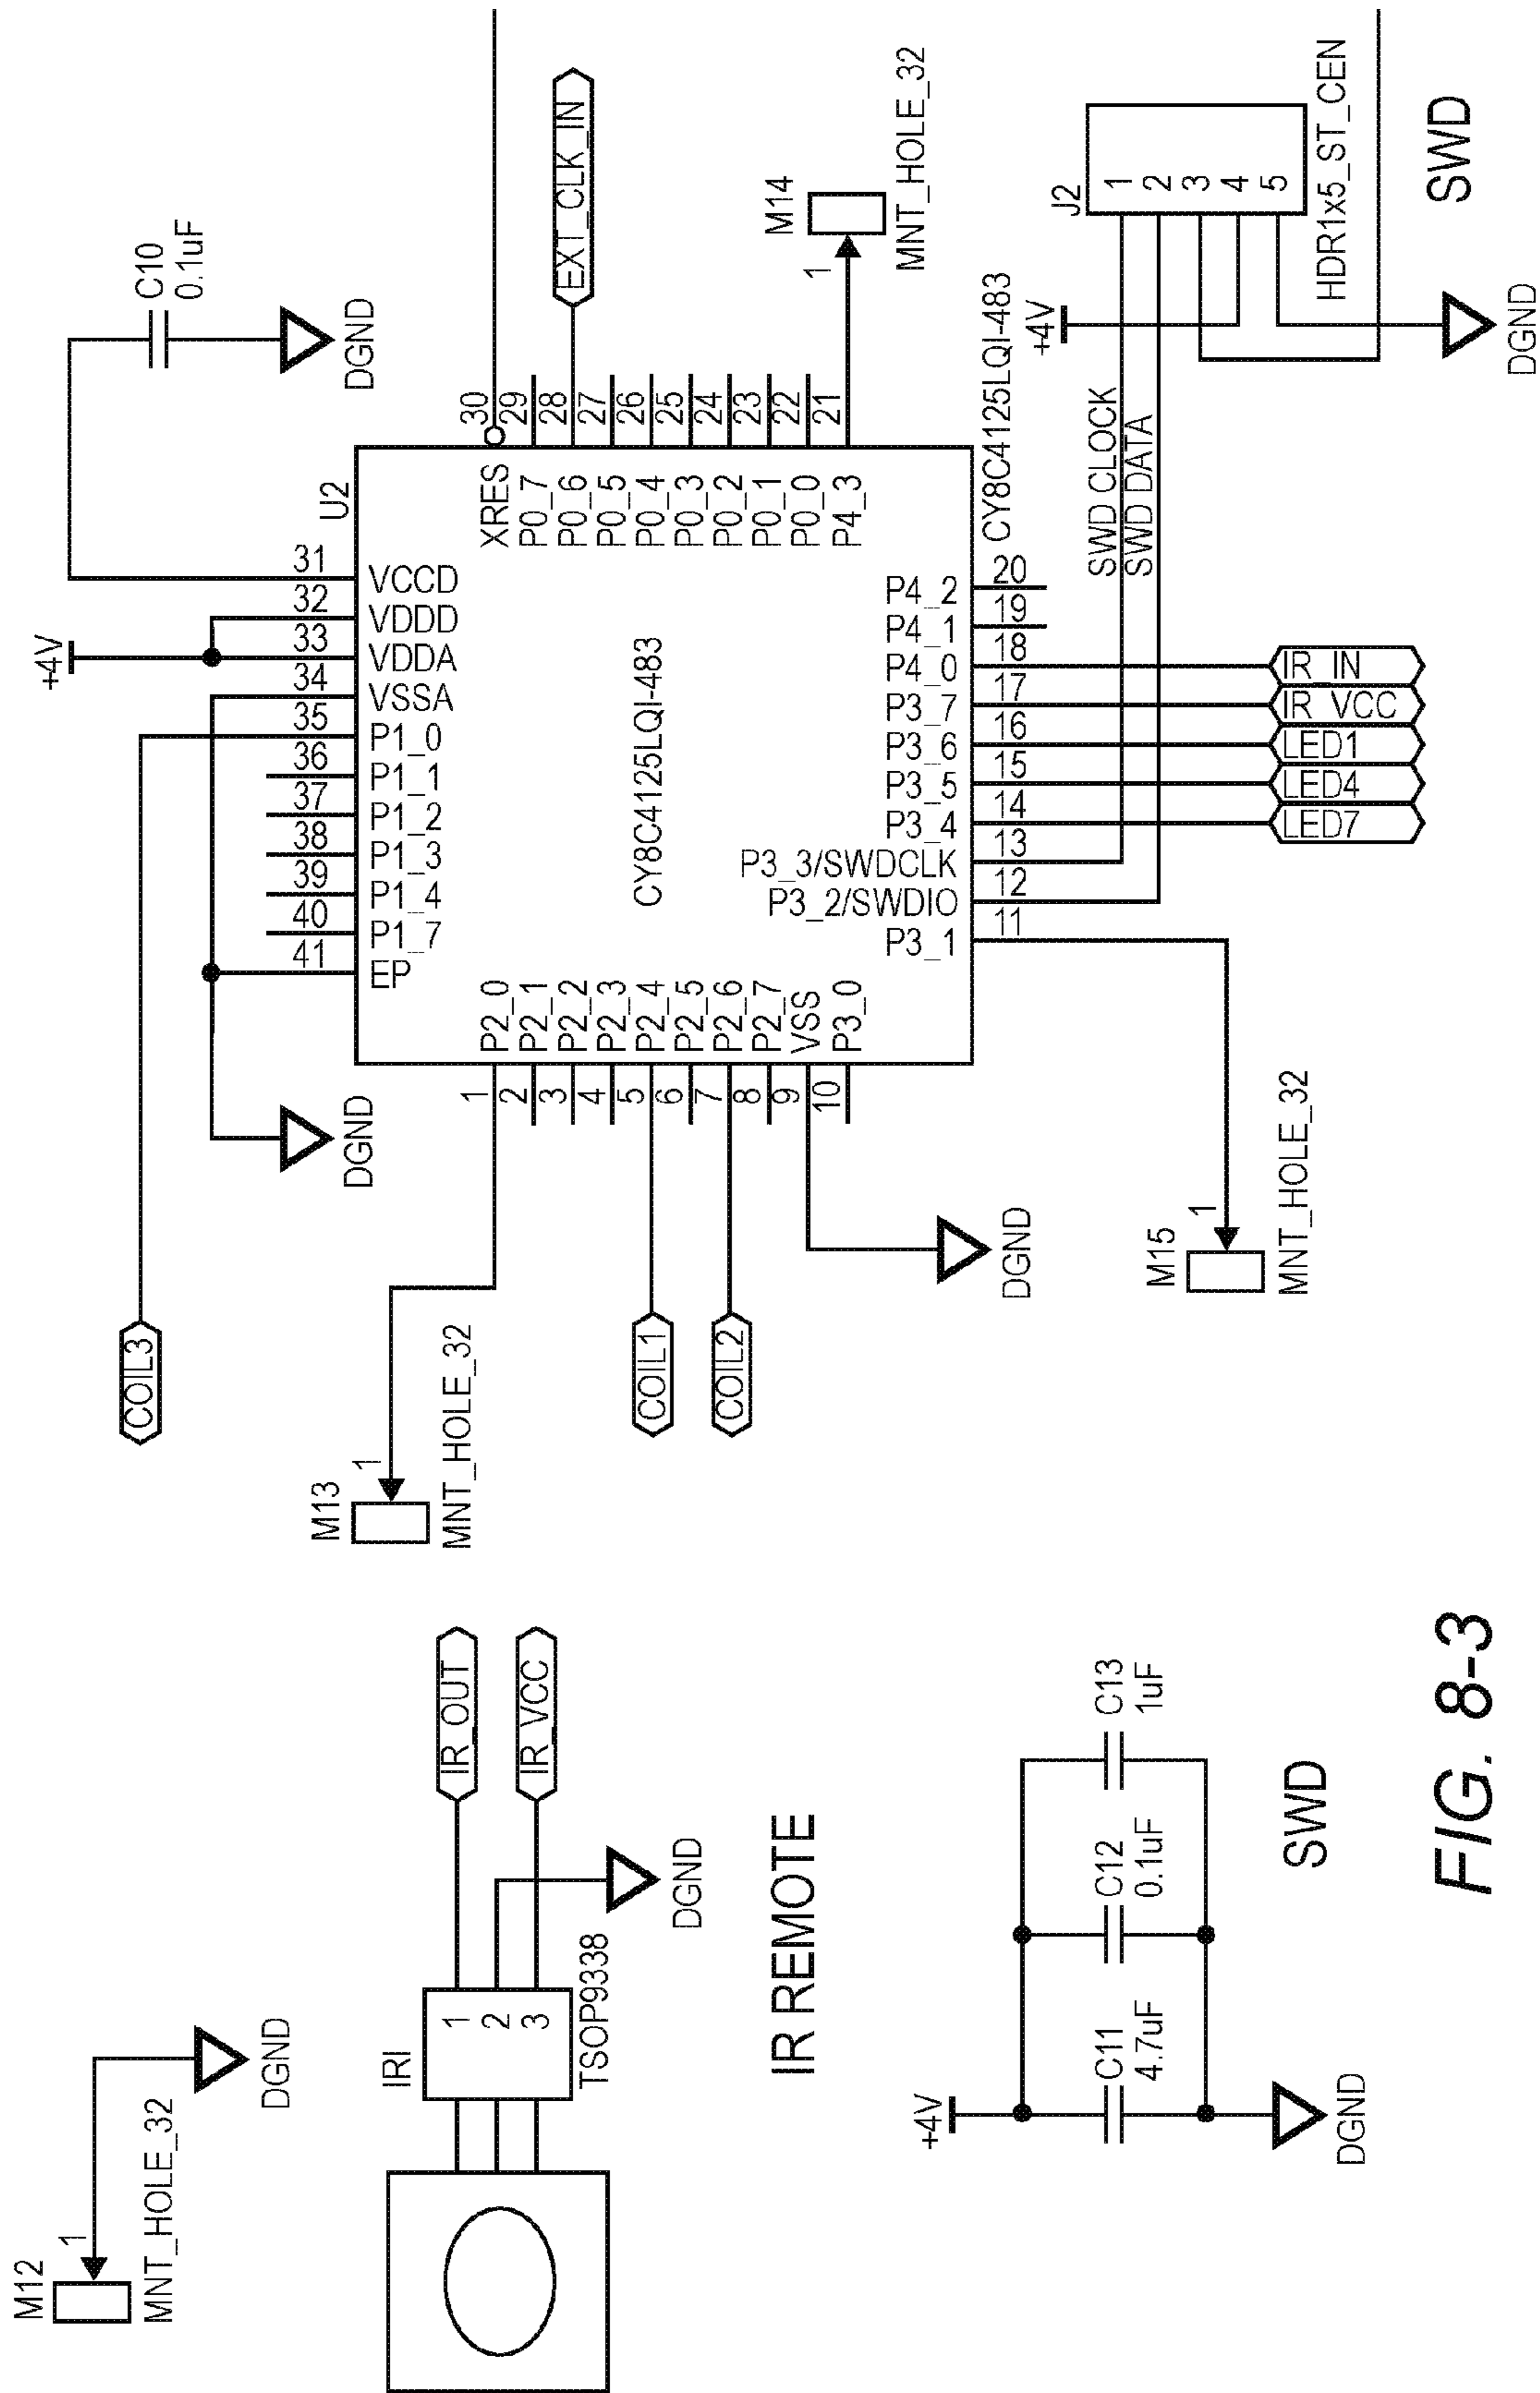 M12
1
MNT_HOLE_32
DGND
IRI
1
2
3
TSOP9338
IR_OUT
IR_VCC
DGND
IR REMOTE
+4V
C11
4.7uF
C12
0.1uF
C13
1uF
DGND
SWD
COIL3
M13
1
MNT_HOLE_32
COIL1
COIL2
DGND
DGND
M15
1
MNT_HOLE_32
+4V
C10
0.1uF
DGND
U2
31 VCCD
32 VDDD
33 VDDA
34 VSSA
35 P1_0
36 P1_1
37 P1_2
38 P1_3
39 P1_4
40 P1_7
41 EP
1 P2_0
2 P2_1
3 P2_2
4 P2_3
5 P2_4
6 P2_5
7 P2_6
8 P2_7
9 VSS
10 P3_0
CY8C4125LQI-483
XRES 30
P0_7 29
P0_6 28
P0_5 27
P0_4 26
P0_3 25
P0_2 24
P0_1 23
P0_0 22
P4_3 21
P4_2 20
P4_1 19
P4_0 18
P3_7 17
P3_6 16
P3_5 15
P3_4 14
P3_3/SWDCLK 13
P3_2/SWDIO 12
P3_1 11
CY8C4125LQI-483
EXT_CLK_IN
M14
1
MNT_HOLE_32
IR_IN
IR_VCC
LED1
LED4
LED7
SWD CLOCK
SWD DATA
+4V
J2
1
2
3
4
5
HDR1x5_ST_CEN
DGND
SWD
FIG. 8-3